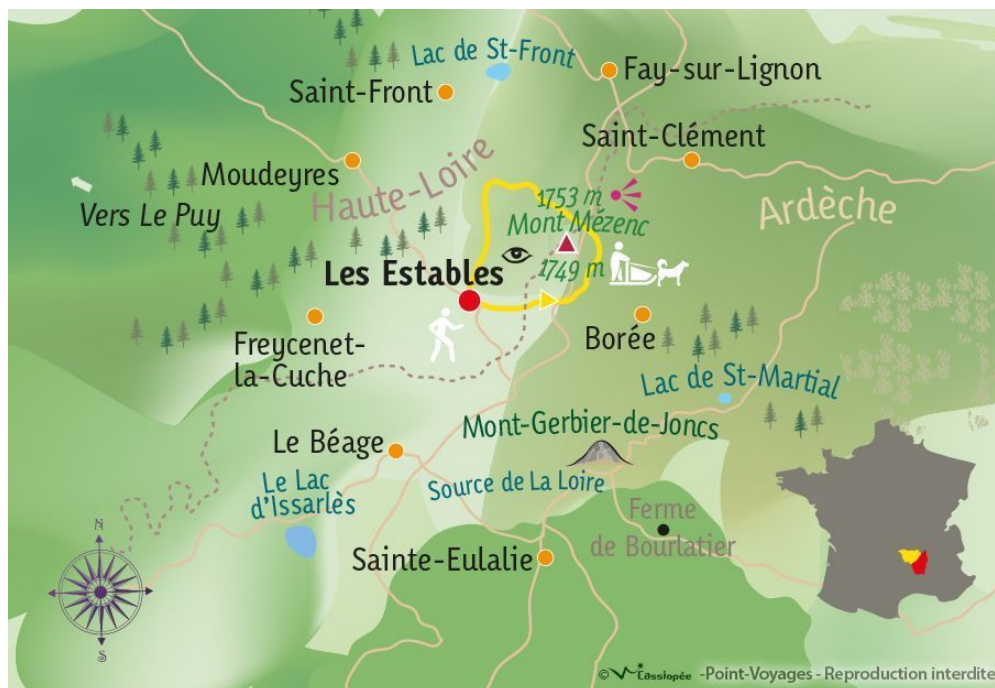 Lac de St-Front
Fay-sur-Lignon
Saint-Front
Saint-Clément
Moudeyres
Haute-Loire
Ardèche
1753 m
Mont Mézenc
Vers Le Puy
1749 m
Les Estables
Borée
Freycenet-
la-Cuche
Lac de St-Martial
Mont-Gerbier-de-Joncs
Le Béage
Source de La Loire
Le Lac
d'Issarlès
Ferme
de Bourlatier
Sainte-Eulalie
N
S
© Cassiopée -Point-Voyages - Reproduction interdite